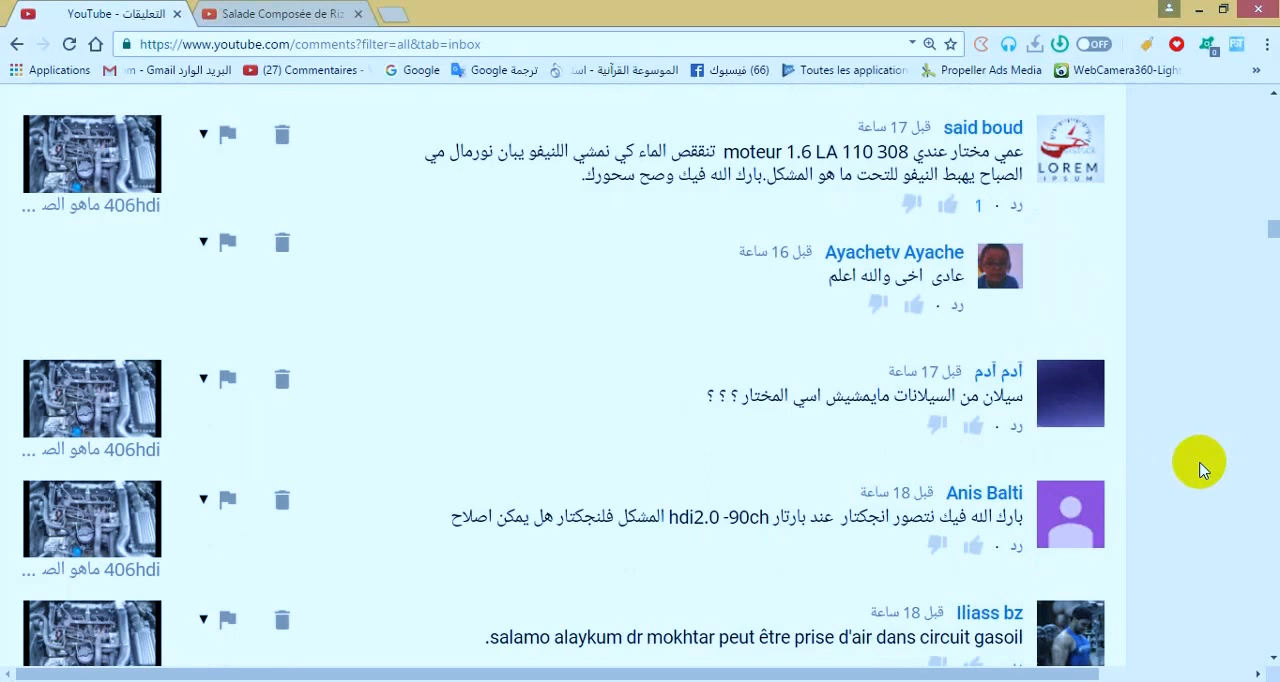 YouTube - التعليقات
Salade Composée de Riz
https://www.youtube.com/comments?filter=all&tab=inbox
OFF
0
Applications
البريد الوارد - Gmail
(27) Commentaires -
Google
ترجمة Google
الموسوعة القرآنية
(66) فيسبوك
Toutes les application
Propeller Ads Media
WebCamera360-Ligh
»
said boud قبل 17 ساعة
عمي مختار عندي 308 110 moteur 1.6 LA تنققص الماء كي نمشي اللنيفو يبان نورمال مي
الصباح يهبط النيفو للتحت ما هو المشكل.بارك الله فيك وصح سحورك.
رد · 1
406hdi ماهو الص ...
LOREM
IPSUM
Ayachetv Ayache قبل 16 ساعة
عادى اخى والله اعلم
رد ·
آدم آدم قبل 17 ساعة
سيلان من السيلانات مايمشيش اسي المختار ؟ ؟ ؟
رد ·
406hdi ماهو الص ...
Anis Balti قبل 18 ساعة
بارك الله فيك نتصور انجكتار عند بارتار hdi2.0 -90ch المشكل فلنجكتار هل يمكن اصلاح
رد ·
406hdi ماهو الص ...
Iliass bz قبل 18 ساعة
salamo alaykum dr mokhtar peut être prise d'air dans circuit gasoil.